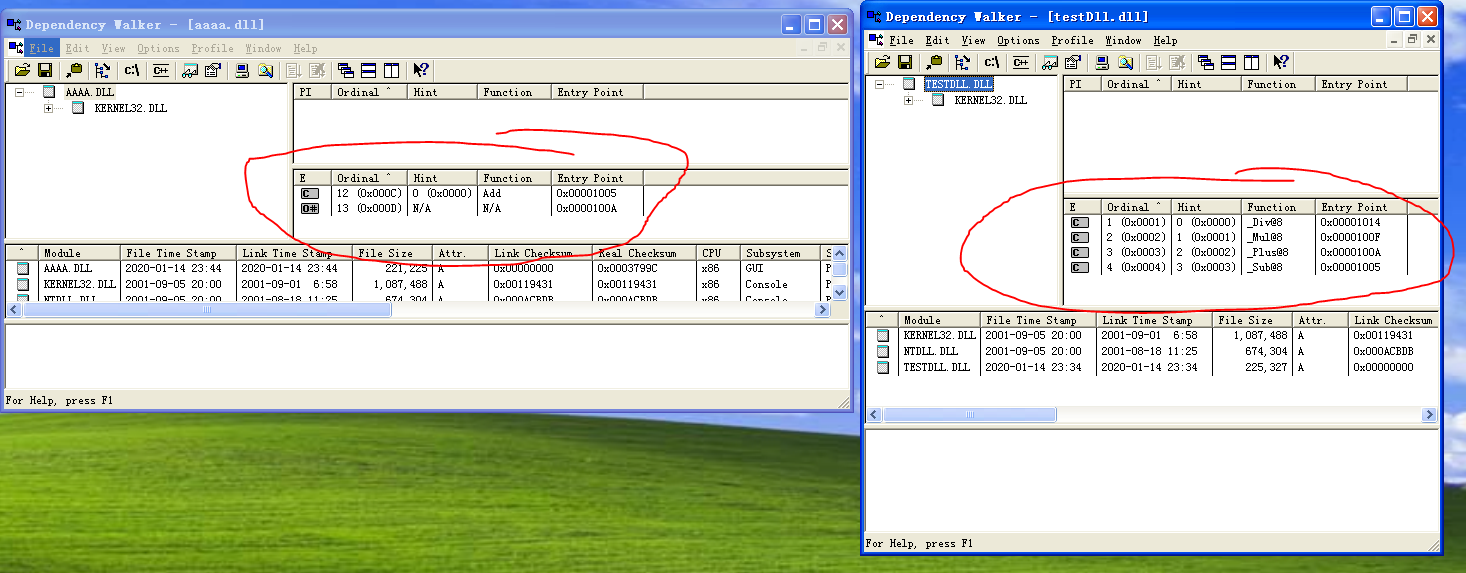 Dependency Walker - [aaaa.dll]
File Edit View Options Profile Window Help
c:\ C++
AAAA.DLL
KERNEL32.DLL
PI Ordinal ^ Hint Function Entry Point
E Ordinal ^ Hint Function Entry Point
C 12 (0x000C) 0 (0x0000) Add 0x00001005
O# 13 (0x000D) N/A N/A 0x0000100A
^ Module File Time Stamp Link Time Stamp File Size Attr. Link Checksum Real Checksum CPU Subsystem S
AAAA.DLL 2020-01-14 23:44 2020-01-14 23:44 221,225 A 0x00000000 0x0003799C x86 GUI P
KERNEL32.DLL 2001-09-05 20:00 2001-09-01 6:58 1,087,488 A 0x00119431 0x00119431 x86 Console P
NTDLL.DLL 2001-09-05 20:00 2001-08-18 11:25 674,304 A 0x000ACBDB 0x000ACBDB x86 Console P
For Help, press F1
Dependency Walker - [testDll.dll]
File Edit View Options Profile Window Help
c:\ C++
TESTDLL.DLL
KERNEL32.DLL
PI Ordinal ^ Hint Function Entry Point
E Ordinal ^ Hint Function Entry Point
C 1 (0x0001) 0 (0x0000) _Div@8 0x00001014
C 2 (0x0002) 1 (0x0001) _Mul@8 0x0000100F
C 3 (0x0003) 2 (0x0002) _Plus@8 0x0000100A
C 4 (0x0004) 3 (0x0003) _Sub@8 0x00001005
^ Module File Time Stamp Link Time Stamp File Size Attr. Link Checksum
KERNEL32.DLL 2001-09-05 20:00 2001-09-01 6:58 1,087,488 A 0x00119431
NTDLL.DLL 2001-09-05 20:00 2001-08-18 11:25 674,304 A 0x000ACBDB
TESTDLL.DLL 2020-01-14 23:34 2020-01-14 23:34 225,327 A 0x00000000
For Help, press F1